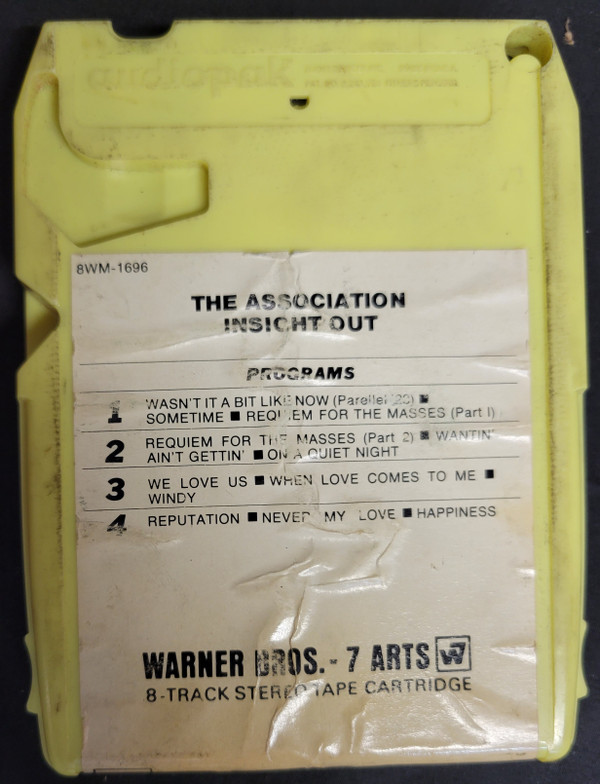 8WM-1696
THE ASSOCIATION
INSIGHT OUT
PROGRAMS
1 WASN'T IT A BIT LIKE NOW (Parellel '23) ■
SOMETIME ■ REQUIEM FOR THE MASSES (Part I)
2 REQUIEM FOR THE MASSES (Part 2) ■ WANTIN'
AIN'T GETTIN' ■ ON A QUIET NIGHT
3 WE LOVE US ■ WHEN LOVE COMES TO ME ■
WINDY
4 REPUTATION ■ NEVER MY LOVE ■ HAPPINESS
WARNER BROS. - 7 ARTS W7
8-TRACK STEREO TAPE CARTRIDGE